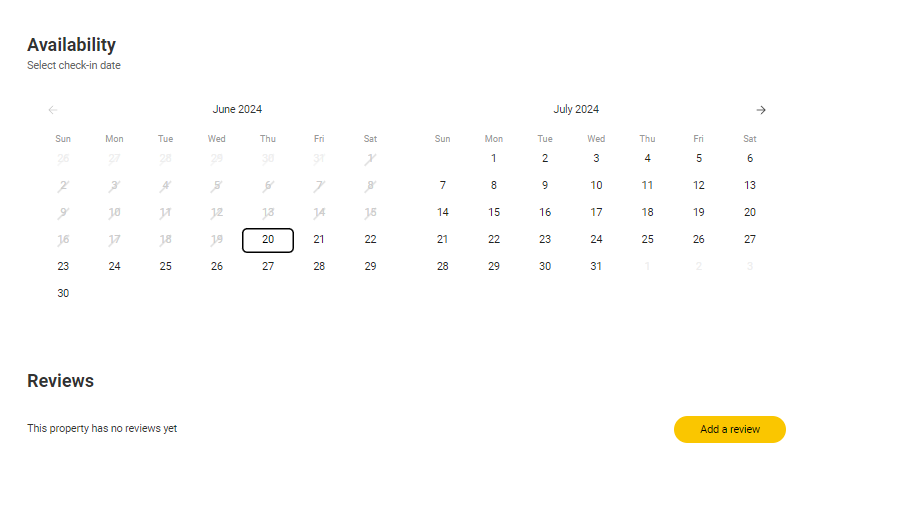 Availability
Select check-in date
June 2024
Sun Mon Tue Wed Thu Fri Sat
26 27 28 29 30 31 1
2 3 4 5 6 7 8
9 10 11 12 13 14 15
16 17 18 19 20 21 22
23 24 25 26 27 28 29
30
July 2024
Sun Mon Tue Wed Thu Fri Sat
1 2 3 4 5 6
7 8 9 10 11 12 13
14 15 16 17 18 19 20
21 22 23 24 25 26 27
28 29 30 31 1 2 3
Reviews
This property has no reviews yet
Add a review